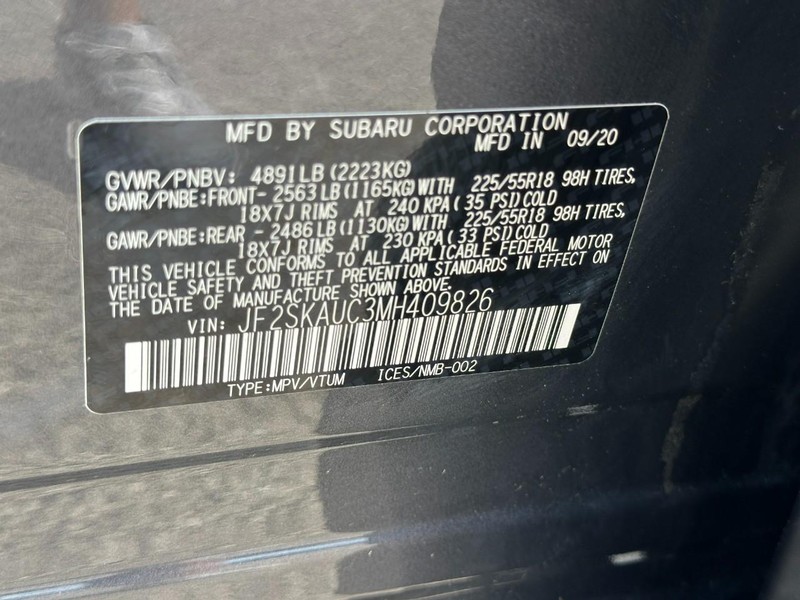 MFD BY SUBARU CORPORATION
MFD IN 09/20
GVWR/PNBV: 4891LB (2223KG)
GAWR/PNBE:FRONT- 2563LB(1165KG)WITH 225/55R18 98H TIRES,
18X7J RIMS AT 240 KPA( 35 PSI)COLD
GAWR/PNBE:REAR - 2486LB(1130KG)WITH 225/55R18 98H TIRES,
18X7J RIMS AT 230 KPA( 33 PSI)COLD
THIS VEHICLE CONFORMS TO ALL APPLICABLE FEDERAL MOTOR
VEHICLE SAFETY AND THEFT PREVENTION STANDARDS IN EFFECT ON
THE DATE OF MANUFACTURE SHOWN ABOVE.
VIN: JF2SKAUC3MH409826
TYPE:MPV/VTUM ICES/NMB-002